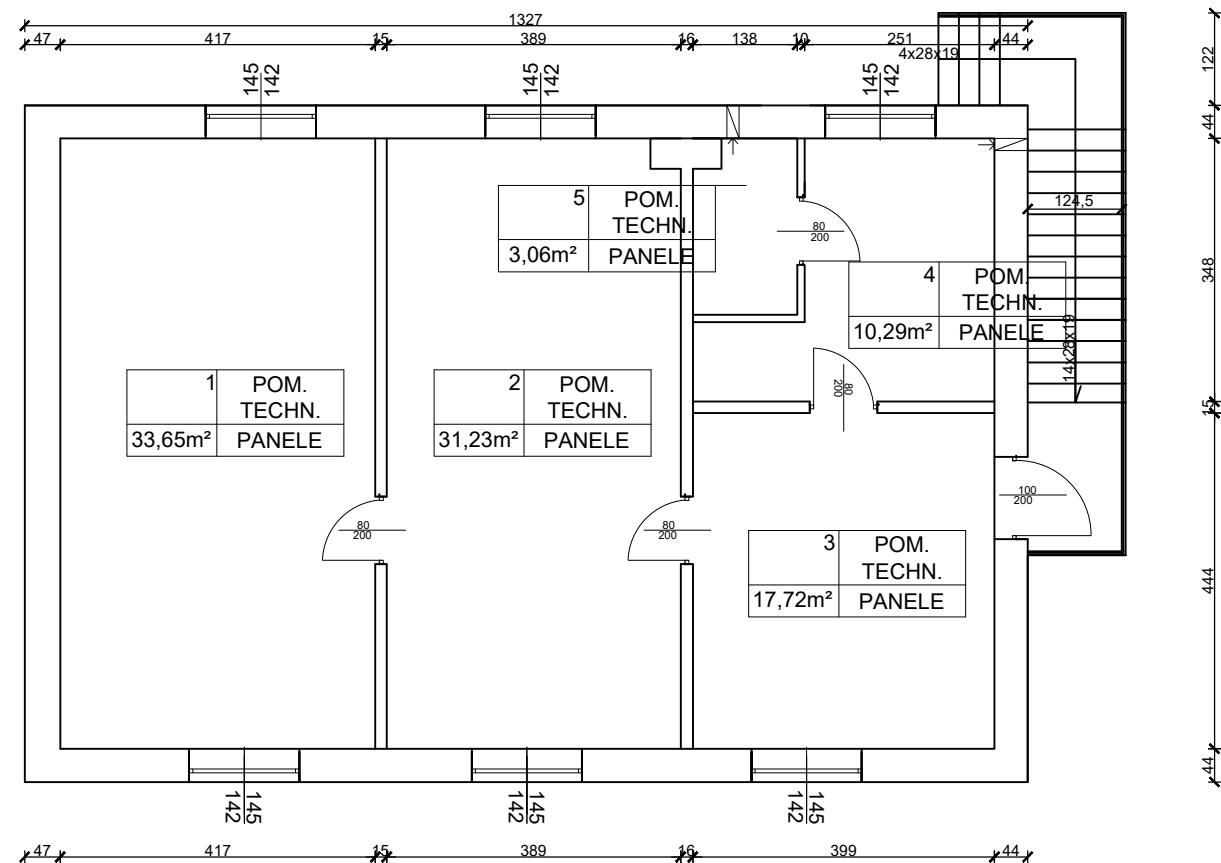 1327
47 417 15 389 16 138 10 251 44
4x28x19
122
145
142
145
142
145
142
44
5 POM.
TECHN.
3,06m² PANELE
80
200
124,5
348
4 POM.
TECHN.
10,29m² PANELE
14x28x19
80
200
1 POM.
TECHN.
33,65m² PANELE
2 POM.
TECHN.
31,23m² PANELE
15
100
200
80
200
80
200
3 POM.
TECHN.
17,72m² PANELE
444
44
145
142
145
142
145
142
47 417 15 389 16 399 44